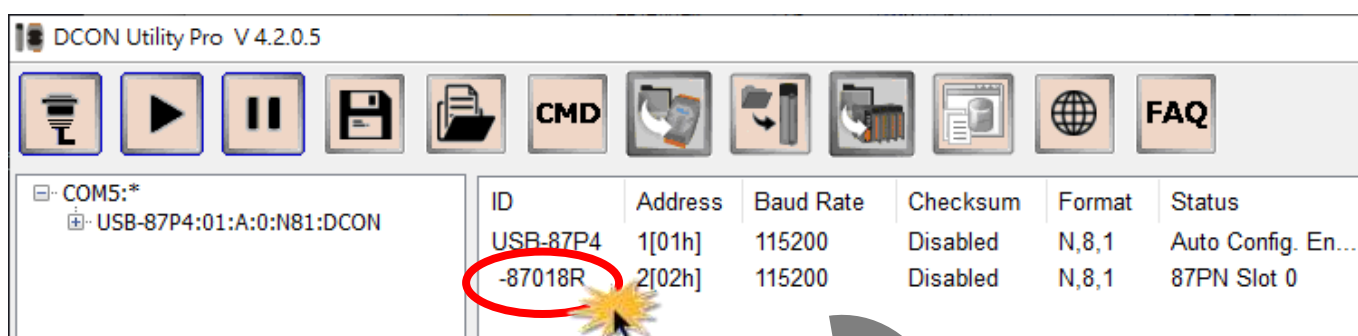 DCON Utility Pro V 4.2.0.5
CMD
FAQ
COM5:*
USB-87P4:01:A:0:N81:DCON
ID Address Baud Rate Checksum Format Status
USB-87P4 1[01h] 115200 Disabled N,8,1 Auto Config. En...
-87018R 2[02h] 115200 Disabled N,8,1 87PN Slot 0